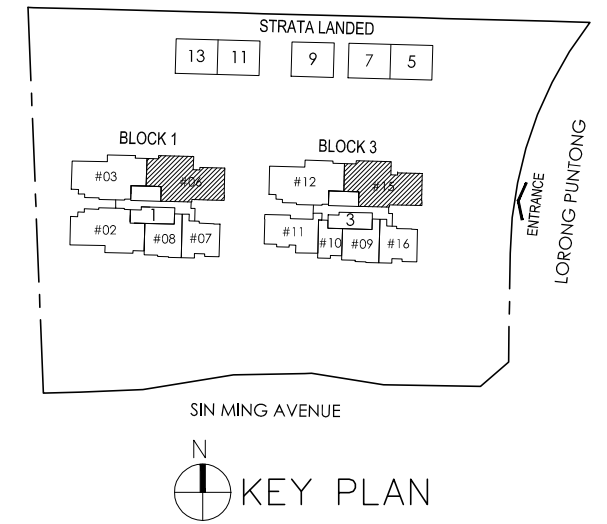 STRATA LANDED
13 11 9 7 5
BLOCK 1
BLOCK 3
#03 #06
#12 #15
1
3
#02 #08 #07
#11 #10 #09 #16
ENTRANCE
LORONG PUNTONG
SIN MING AVENUE
N
KEY PLAN